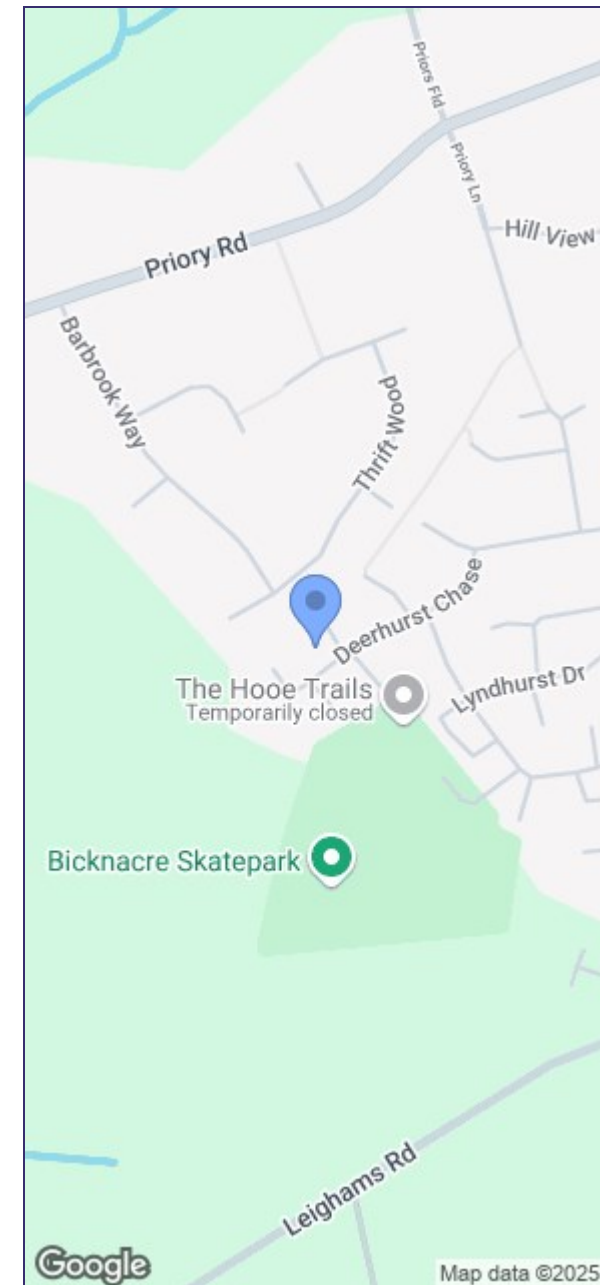 Priors Fld
Priory Ln
Hill View
Priory Rd
Barbrook Way
Thrift Wood
Deerhurst Chase
The Hooe Trails
Temporarily closed
Lyndhurst Dr
Bicknacre Skatepark
Leighams Rd
Google
Map data ©2025